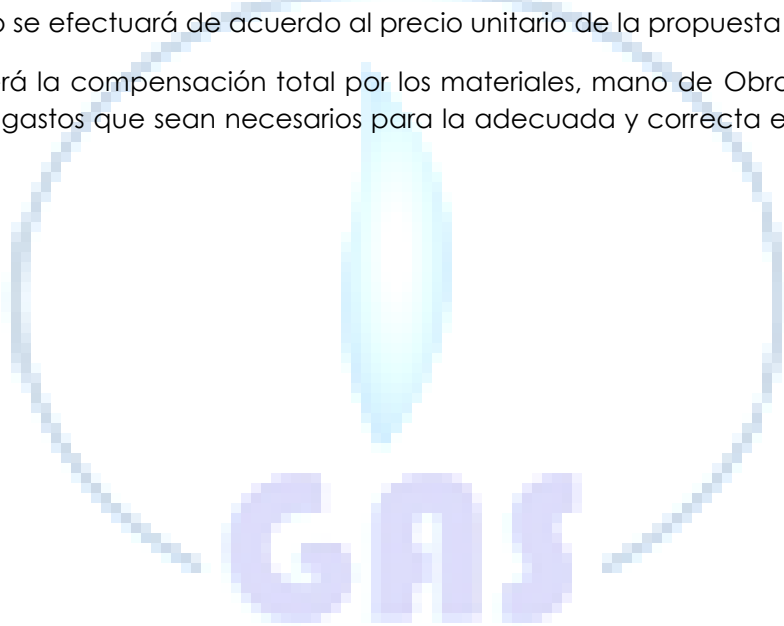 o se efectuará de acuerdo al precio unitario de la propuesta
rá la compensación total por los materiales, mano de Obra
gastos que sean necesarios para la adecuada y correcta e
GAS